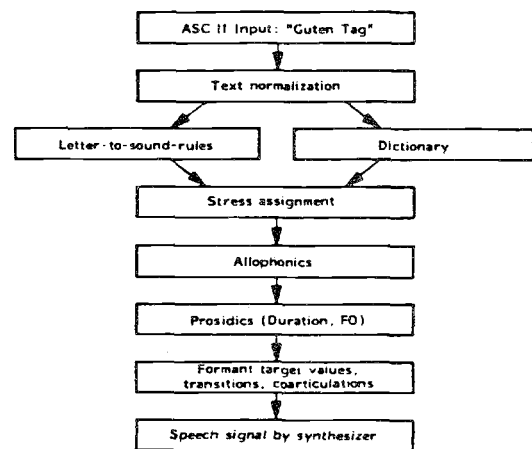 ASC II Input: "Guten Tag"
Text normalization
Letter-to-sound-rules
Dictionary
Stress assignment
Allophonics
Prosidics (Duration, FO)
Formant target values,
transitions, coarticulations
Speech signal by synthesizer